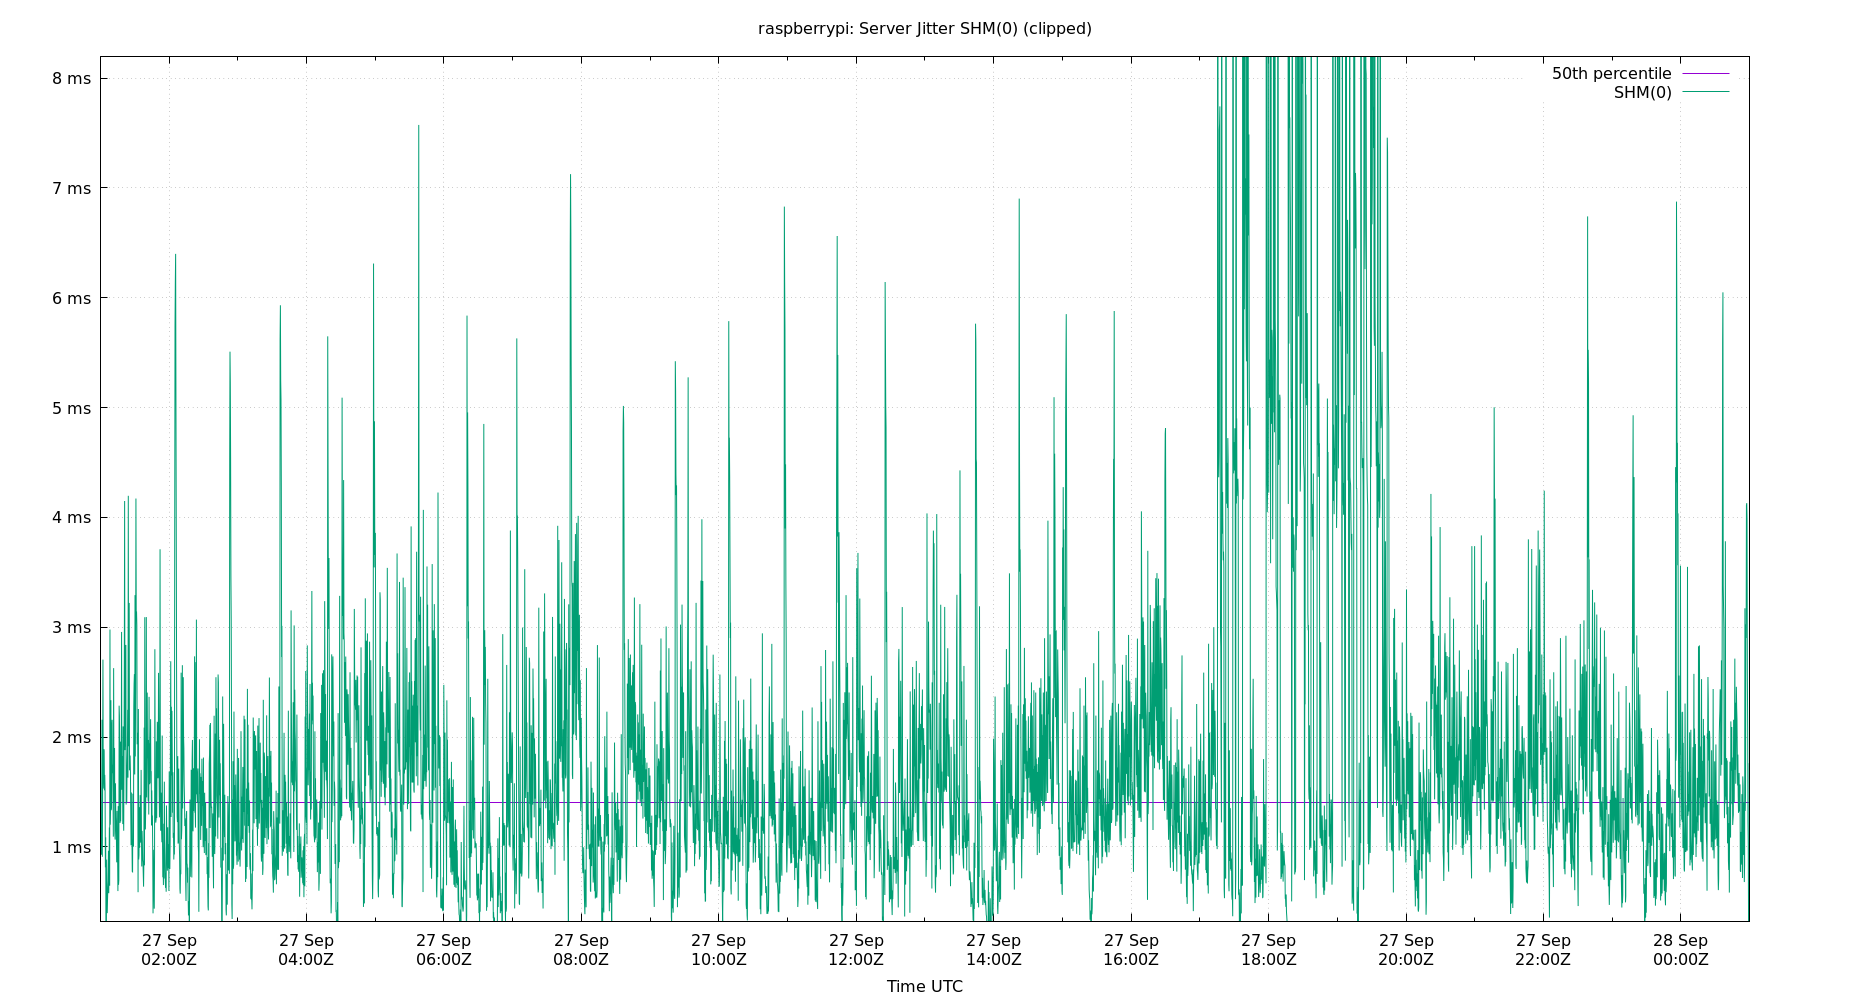 raspberrypi: Server Jitter SHM(0) (clipped)
50th percentile
SHM(0)
8 ms
7 ms
6 ms
5 ms
4 ms
3 ms
2 ms
1 ms
27 Sep 27 Sep 27 Sep 27 Sep 27 Sep 27 Sep 27 Sep 27 Sep 27 Sep 27 Sep 27 Sep 28 Sep
02:00Z 04:00Z 06:00Z 08:00Z 10:00Z 12:00Z 14:00Z 16:00Z 18:00Z 20:00Z 22:00Z 00:00Z
Time UTC